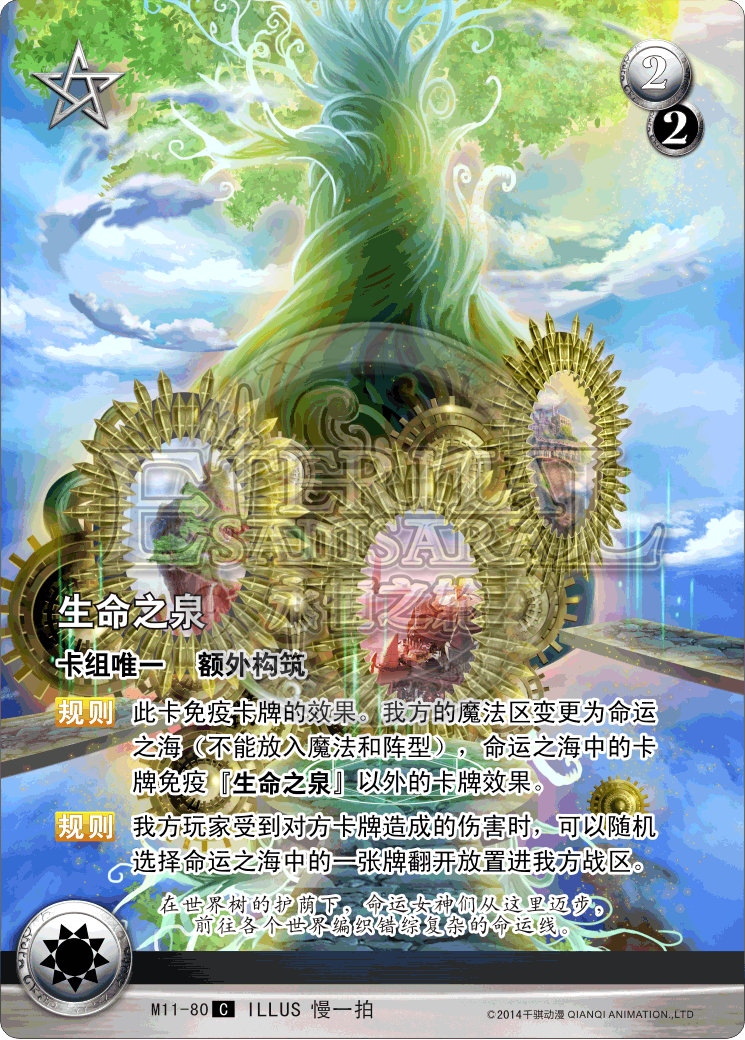 2
2
ETERNAL
SAMSARA
永恒之轮
生命之泉
卡组唯一 额外构筑
规则 此卡免疫卡牌的效果。我方的魔法区变更为命运
之海（不能放入魔法和阵型），命运之海中的卡
牌免疫『生命之泉』以外的卡牌效果。
规则 我方玩家受到对方卡牌造成的伤害时，可以随机
选择命运之海中的一张牌翻开放置进我方战区。
在世界树的护荫下，命运女神们从这里迈步，
前往各个世界编织错综复杂的命运线。
M11-80 C ILLUS 慢一拍
©2014千骐动漫 QIANQI ANIMATION.,LTD